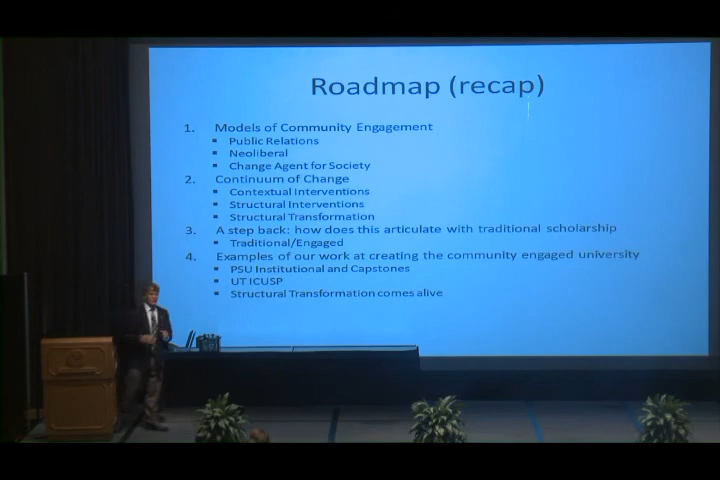 Roadmap (recap)
1. Models of Community Engagement
▪ Public Relations
▪ Neoliberal
▪ Change Agent for Society
2. Continuum of Change
▪ Contextual Interventions
▪ Structural Interventions
▪ Structural Transformation
3. A step back: how does this articulate with traditional scholarship
▪ Traditional/Engaged
4. Examples of our work at creating the community engaged university
▪ PSU Institutional and Capstones
▪ UT ICUSP
▪ Structural Transformation comes alive